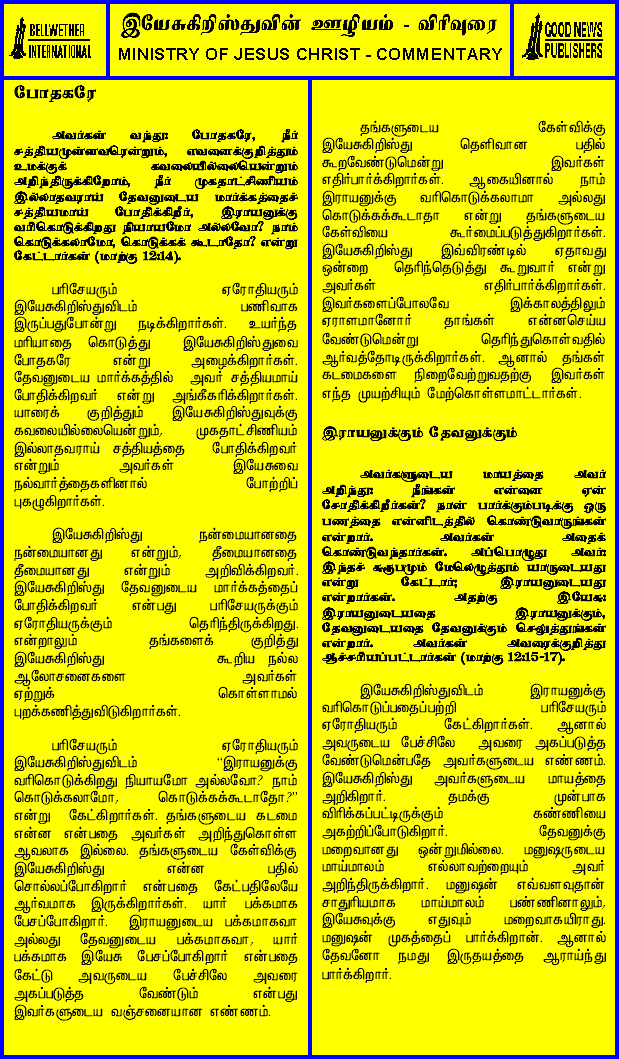 BELLWETHER
INTERNATIONAL
இயேசுகிறிஸ்துவின் ஊழியம் - விரிவுரை
MINISTRY OF JESUS CHRIST - COMMENTARY
GOOD NEWS
PUBLISHERS
போதகரே
அவர்கள் வந்து: போதகரே, நீர்
சத்தியமுள்ளவரென்றும், எவனைக்குறித்தும்
உமக்குக் கவலையில்லையென்றும்
அறிந்திருக்கிறோம், நீர் முகதாட்சிணியம்
இல்லாதவராய் தேவனுடைய மார்க்கத்தைச்
சத்தியமாய் போதிக்கிறீர், இராயனுக்கு
வரிகொடுக்கிறது நியாயமோ அல்லவோ? நாம்
கொடுக்கலாமோ, கொடுக்கக் கூடாதோ? என்று
கேட்டார்கள் (மாற்கு 12:14).
பரிசேயரும் ஏரோதியரும்
இயேசுகிறிஸ்துவிடம் பணிவாக
இருப்பதுபோன்று நடிக்கிறார்கள். உயர்ந்த
மரியாதை கொடுத்து இயேசுகிறிஸ்துவை
போதகரே என்று அழைக்கிறார்கள்.
தேவனுடைய மார்க்கத்தில் அவர் சத்தியமாய்
போதிக்கிறவர் என்று அங்கீகரிக்கிறார்கள்.
யாரைக் குறித்தும் இயேசுகிறிஸ்துவுக்கு
கவலையில்லையென்றும், முகதாட்சிணியம்
இல்லாதவராய் சத்தியத்தை போதிக்கிறவர்
என்றும் அவர்கள் இயேசுவை
நல்வார்த்தைகளினால் போற்றிப்
புகழுகிறார்கள்.
இயேசுகிறிஸ்து நன்மையானதை
நன்மையானது என்றும், தீமையானதை
தீமையானது என்றும் அறிவிக்கிறவர்.
இயேசுகிறிஸ்து தேவனுடைய மார்க்கத்தைப்
போதிக்கிறவர் என்பது பரிசேயருக்கும்
ஏரோதியருக்கும் தெரிந்திருக்கிறது.
என்றாலும் தங்களைக் குறித்து
இயேசுகிறிஸ்து கூறிய நல்ல
ஆலோசனைகளை அவர்கள்
ஏற்றுக் கொள்ளாமல்
புறக்கணித்துவிடுகிறார்கள்.
பரிசேயரும் ஏரோதியரும்
இயேசுகிறிஸ்துவிடம் "இராயனுக்கு
வரிகொடுக்கிறது நியாயமோ அல்லவோ? நாம்
கொடுக்கலாமோ, கொடுக்கக்கூடாதோ?"
என்று கேட்கிறார்கள். தங்களுடைய கடமை
என்ன என்பதை அவர்கள் அறிந்துகொள்ள
ஆவலாக இல்லை. தங்களுடைய கேள்விக்கு
இயேசுகிறிஸ்து என்ன பதில்
சொல்லப்போகிறார் என்பதை கேட்பதிலேயே
ஆர்வமாக இருக்கிறார்கள். யார் பக்கமாக
பேசப்போகிறார். இராயனுடைய பக்கமாகவா
அல்லது தேவனுடைய பக்கமாகவா, யார்
பக்கமாக இயேசு பேசப்போகிறார் என்பதை
கேட்டு அவருடைய பேச்சிலே அவரை
அகப்படுத்த வேண்டும் என்பது
இவர்களுடைய வஞ்சனையான எண்ணம்.
தங்களுடைய கேள்விக்கு
இயேசுகிறிஸ்து தெளிவான பதில்
கூறவேண்டுமென்று இவர்கள்
எதிர்பார்க்கிறார்கள். ஆகையினால் நாம்
இராயனுக்கு வரிகொடுக்கலாமா அல்லது
கொடுக்கக்கூடாதா என்று தங்களுடைய
கேள்வியை கூர்மைப்படுத்துகிறார்கள்.
இயேசுகிறிஸ்து இவ்விரண்டில் ஏதாவது
ஒன்றை தெரிந்தெடுத்து கூறுவார் என்று
அவர்கள் எதிர்பார்க்கிறார்கள்.
இவர்களைப்போலவே இக்காலத்திலும்
ஏராளமானோர் தாங்கள் என்னசெய்ய
வேண்டுமென்று தெரிந்துகொள்வதில்
ஆர்வத்தோடிருக்கிறார்கள். ஆனால் தங்கள்
கடமைகளை நிறைவேற்றுவதற்கு இவர்கள்
எந்த முயற்சியும் மேற்கொள்ளமாட்டார்கள்.
இராயனுக்கும் தேவனுக்கும்
அவர்களுடைய மாயத்தை அவர்
அறிந்து: நீங்கள் என்னை ஏன்
சோதிக்கிறீர்கள்? நான் பார்க்கும்படிக்கு ஒரு
பணத்தை என்னிடத்தில் கொண்டுவாருங்கள்
என்றார். அவர்கள் அதைக்
கொண்டுவந்தார்கள். அப்பொழுது அவர்:
இந்தச் சுரூபமும் மேலெழுத்தும் யாருடையது
என்று கேட்டார்; இராயனுடையது
என்றார்கள். அதற்கு இயேசு:
இராயனுடையதை இராயனுக்கும்,
தேவனுடையதை தேவனுக்கும் செலுத்துங்கள்
என்றார். அவர்கள் அவரைக்குறித்து
ஆச்சரியப்பட்டார்கள் (மாற்கு 12:15-17).
இயேசுகிறிஸ்துவிடம் இராயனுக்கு
வரிகொடுப்பதைப்பற்றி பரிசேயரும்
ஏரோதியரும் கேட்கிறார்கள். ஆனால்
அவருடைய பேச்சிலே அவரை அகப்படுத்த
வேண்டுமென்பதே அவர்களுடைய எண்ணம்.
இயேசுகிறிஸ்து அவர்களுடைய மாயத்தை
அறிகிறார். தமக்கு முன்பாக
விரிக்கப்பட்டிருக்கும் கண்ணியை
அகற்றிப்போடுகிறார். தேவனுக்கு
மறைவானது ஒன்றுமில்லை. மனுஷருடைய
மாய்மாலம் எல்லாவற்றையும் அவர்
அறிந்திருக்கிறார். மனுஷன் எவ்வளவுதான்
சாதுரியமாக மாய்மாலம் பண்ணினாலும்,
இயேசுவுக்கு எதுவும் மறைவாகயிராது.
மனுஷன் முகத்தைப் பார்க்கிறான். ஆனால்
தேவனோ நமது இருதயத்தை ஆராய்ந்து
பார்க்கிறார்.